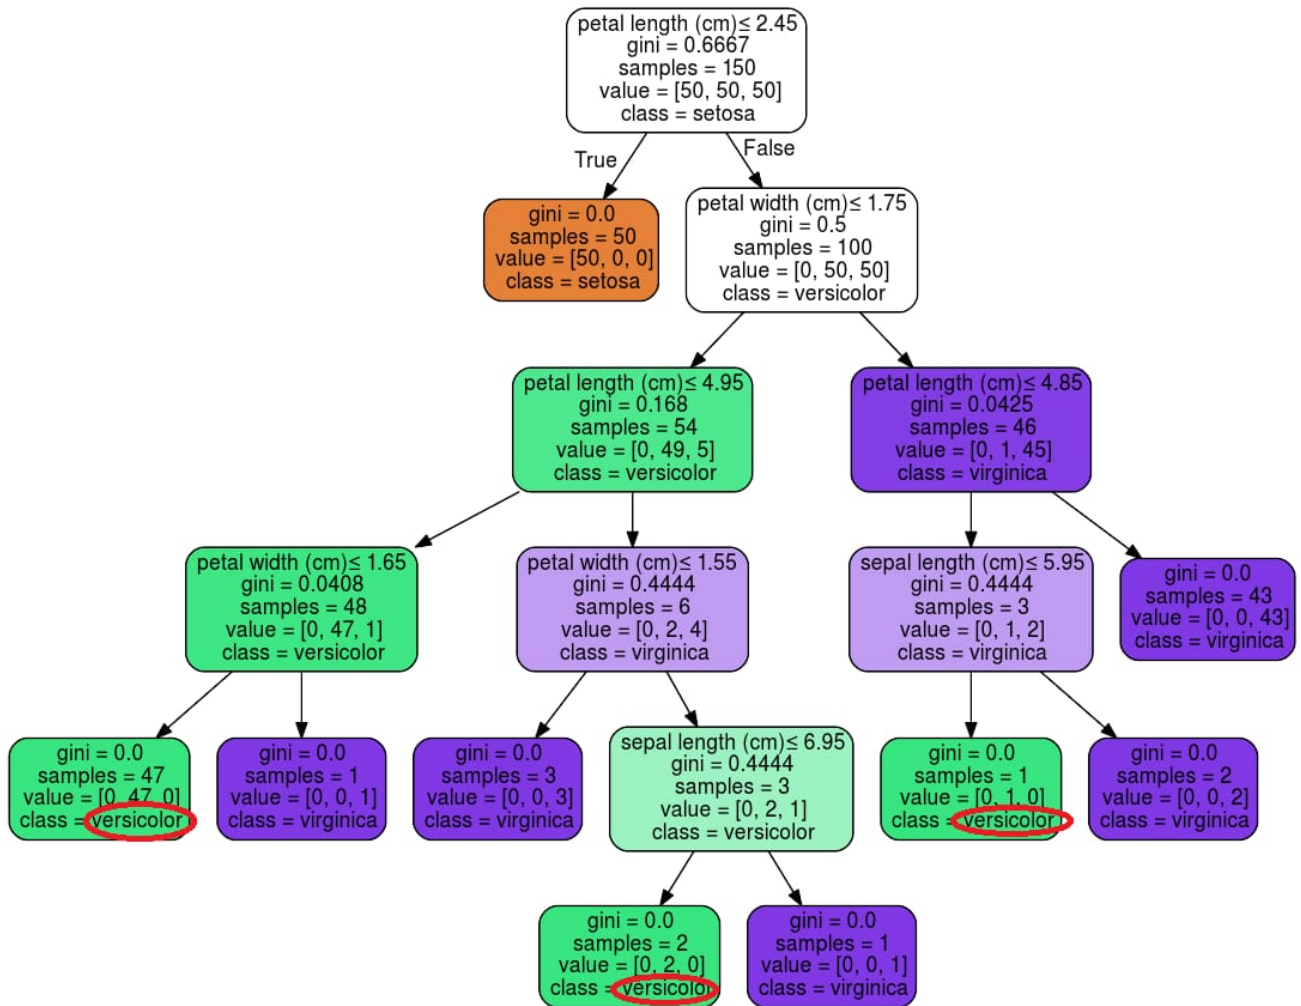 petal length (cm)≤ 2.45
gini = 0.6667
samples = 150
value = [50, 50, 50]
class = setosa
True
False
gini = 0.0
samples = 50
value = [50, 0, 0]
class = setosa
petal width (cm)≤ 1.75
gini = 0.5
samples = 100
value = [0, 50, 50]
class = versicolor
petal length (cm)≤ 4.95
gini = 0.168
samples = 54
value = [0, 49, 5]
class = versicolor
petal length (cm)≤ 4.85
gini = 0.0425
samples = 46
value = [0, 1, 45]
class = virginica
petal width (cm)≤ 1.65
gini = 0.0408
samples = 48
value = [0, 47, 1]
class = versicolor
petal width (cm)≤ 1.55
gini = 0.4444
samples = 6
value = [0, 2, 4]
class = virginica
sepal length (cm)≤ 5.95
gini = 0.4444
samples = 3
value = [0, 1, 2]
class = virginica
gini = 0.0
samples = 43
value = [0, 0, 43]
class = virginica
gini = 0.0
samples = 47
value = [0, 47, 0]
class = versicolor
gini = 0.0
samples = 1
value = [0, 0, 1]
class = virginica
gini = 0.0
samples = 3
value = [0, 0, 3]
class = virginica
sepal length (cm)≤ 6.95
gini = 0.4444
samples = 3
value = [0, 2, 1]
class = versicolor
gini = 0.0
samples = 1
value = [0, 1, 0]
class = versicolor
gini = 0.0
samples = 2
value = [0, 0, 2]
class = virginica
gini = 0.0
samples = 2
value = [0, 2, 0]
class = versicolor
gini = 0.0
samples = 1
value = [0, 0, 1]
class = virginica